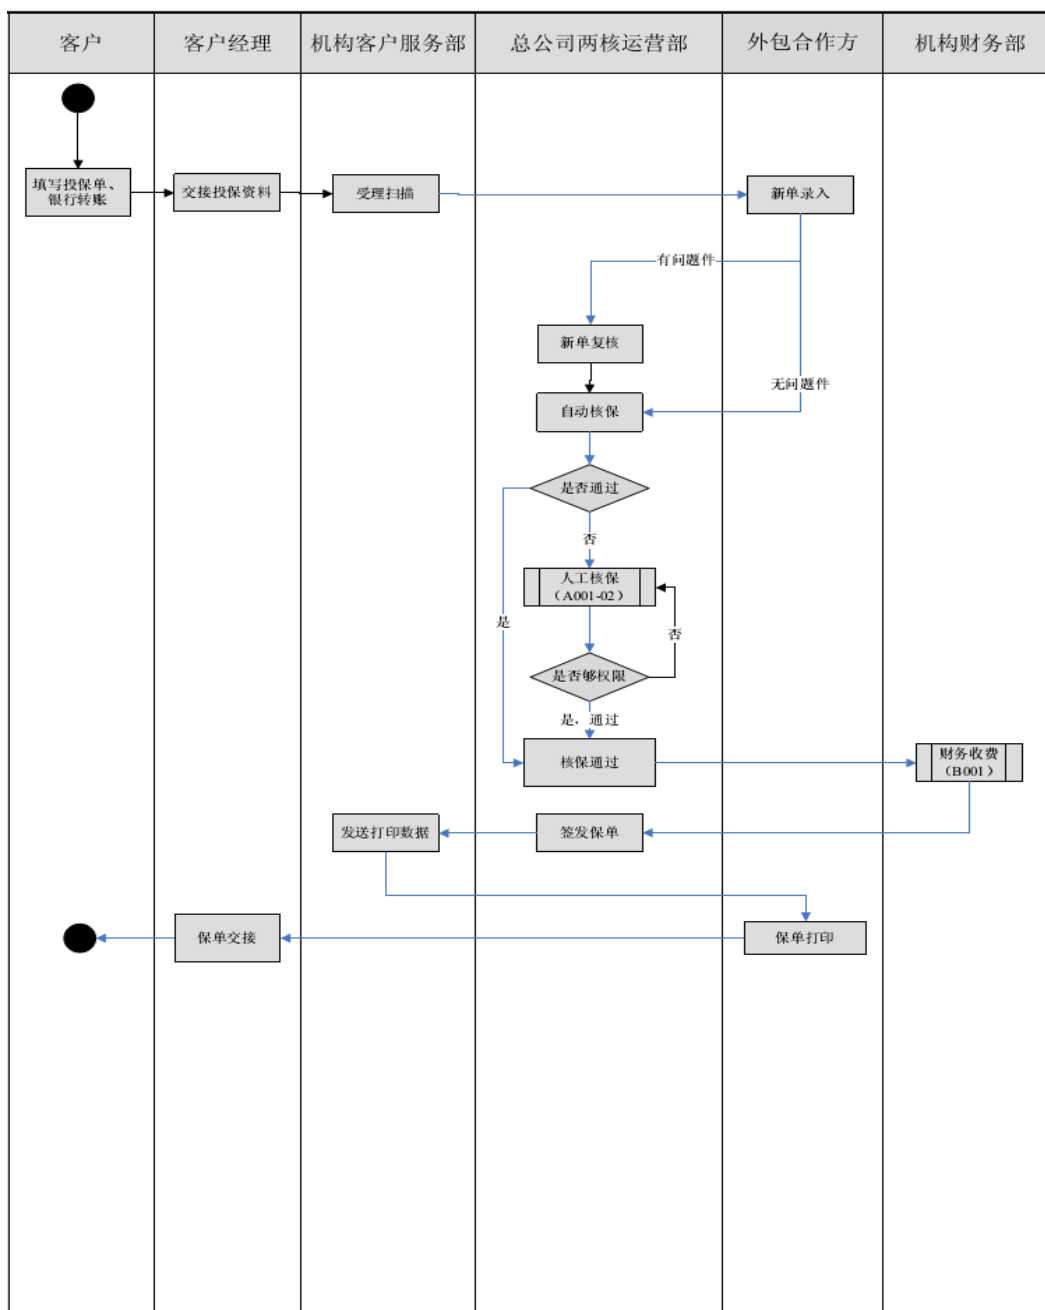 客户
客户经理
机构客户服务部
总公司两核运营部
外包合作方
机构财务部
填写投保单、
银行转账
交接投保资料
受理扫描
新单录入
有问题件
新单复核
无问题件
自动核保
是否通过
否
人工核保
（A001-02）
是
否
是否够权限
是，通过
核保通过
财务收费
（B001）
发送打印数据
签发保单
保单交接
保单打印